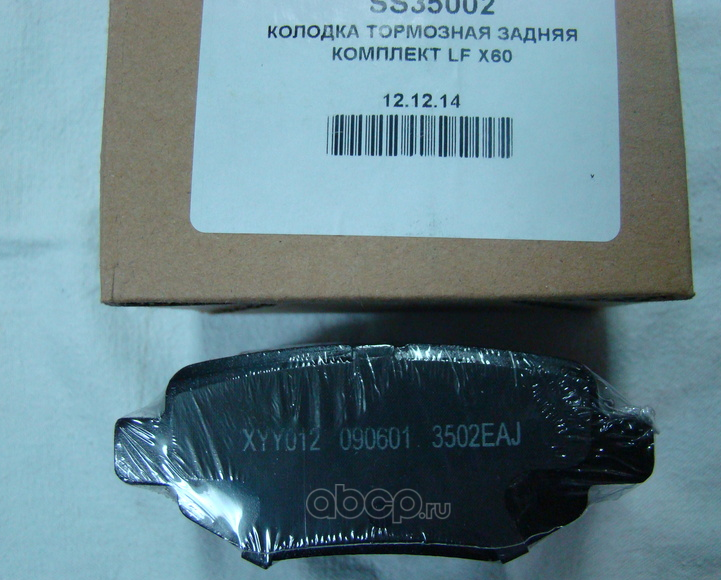 SS35002
КОЛОДКА ТОРМОЗНАЯ ЗАДНЯЯ
КОМПЛЕКТ LF X60
12.12.14
XYY012 090601 3502EAJ
abcp.ru